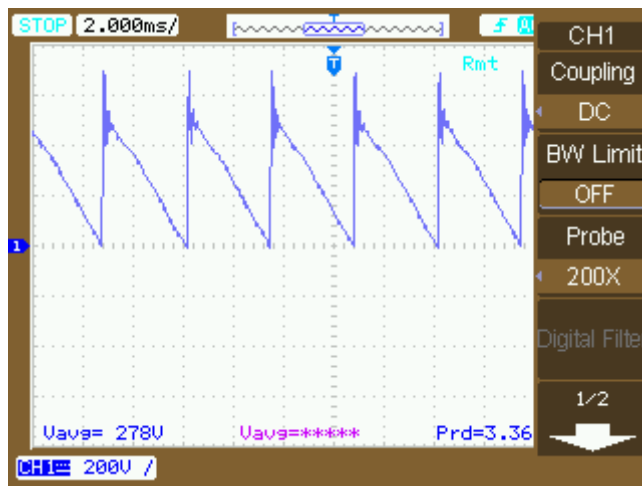 STOP 2.000ms/
CH1
Coupling
DC
BW Limit
OFF
Probe
200X
Digital Filte
1/2
T
Rmt
1
Vavg= 278V Vavg=***** Prd=3.36
CH1 200V /